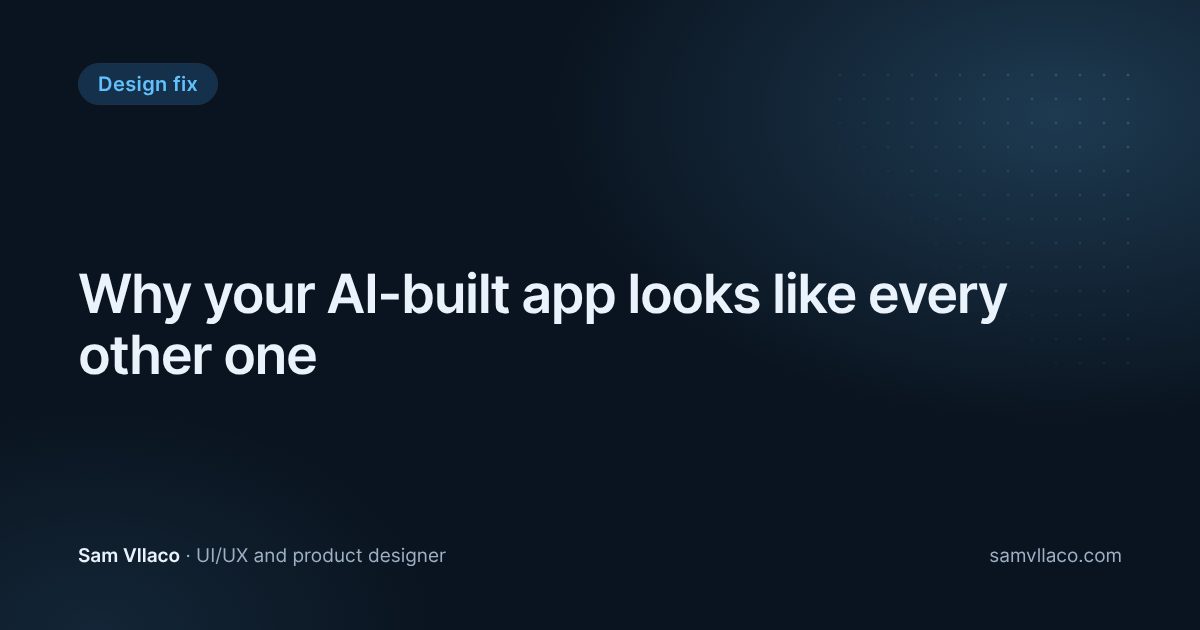 Design fix
Why your AI-built app looks like every
other one
Sam Vllaco · UI/UX and product designer
samvllaco.com